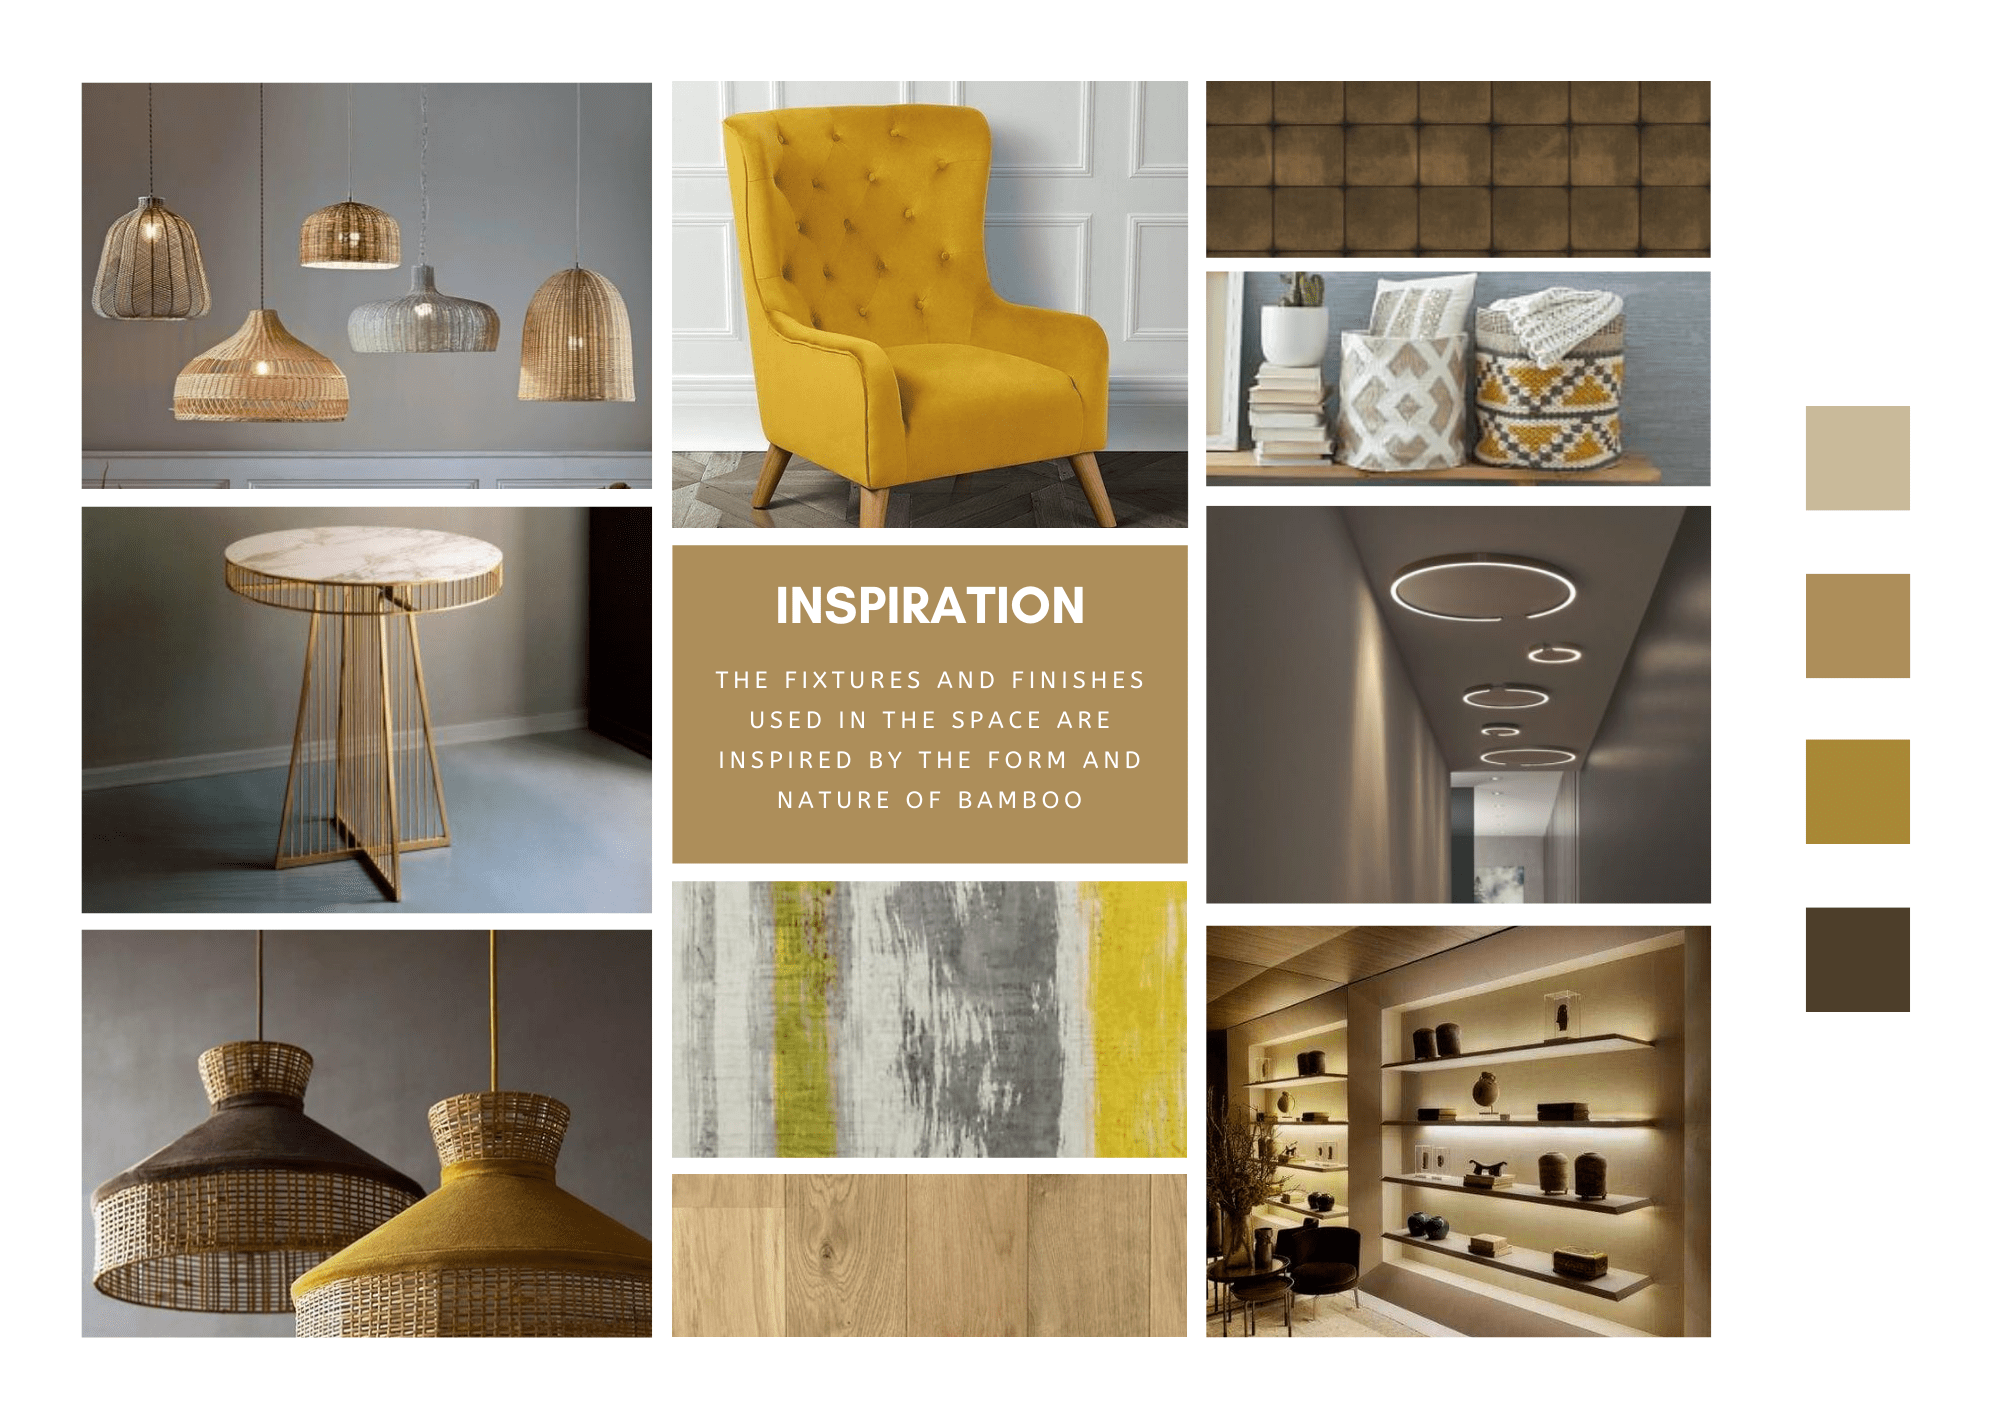 INSPIRATION
THE FIXTURES AND FINISHES
USED IN THE SPACE ARE
INSPIRED BY THE FORM AND
NATURE OF BAMBOO